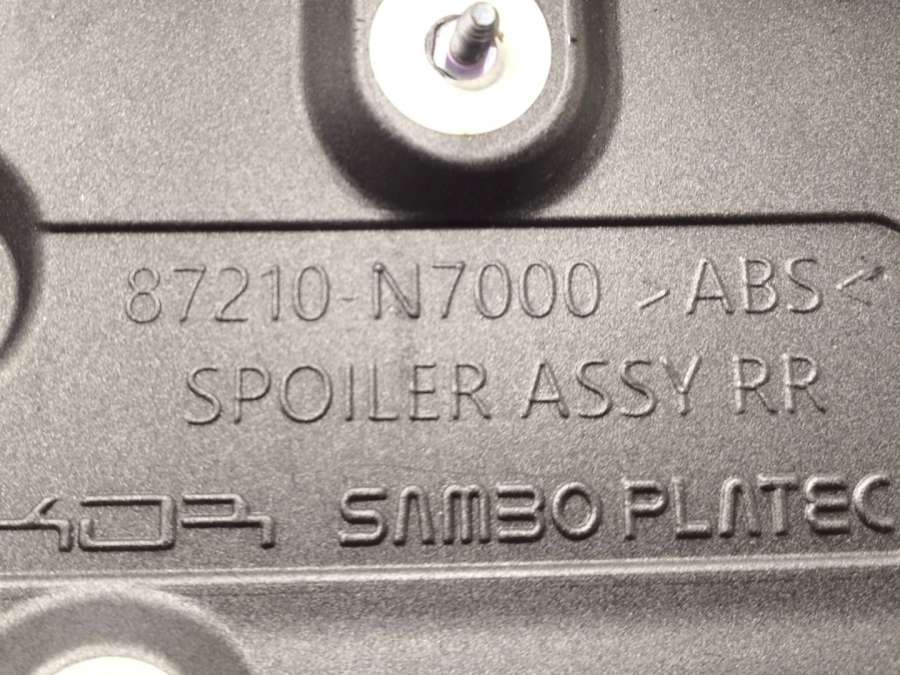 87210-N7000 >ABS<
SPOILER ASSY RR
SAMBO PLATEC